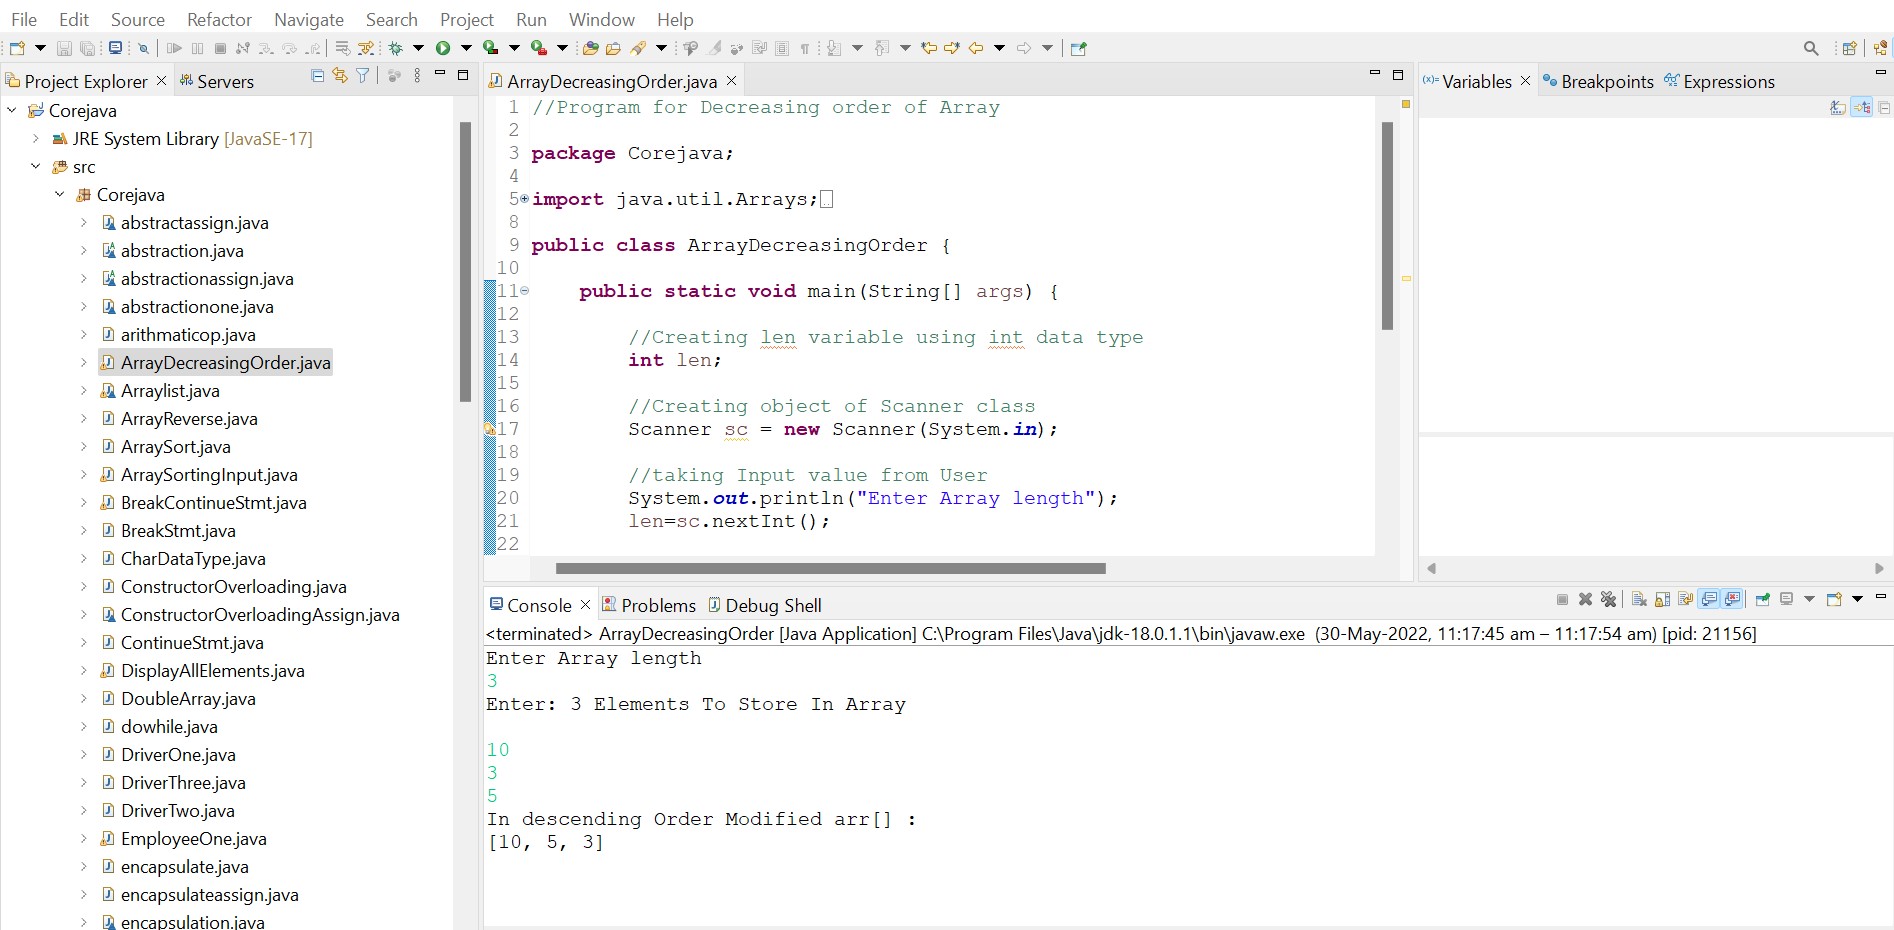 File Edit Source Refactor Navigate Search Project Run Window Help
Project Explorer Servers
Corejava
JRE System Library [JavaSE-17]
src
Corejava
abstractassign.java
abstraction.java
abstractionassign.java
abstractionone.java
arithmaticop.java
ArrayDecreasingOrder.java
Arraylist.java
ArrayReverse.java
ArraySort.java
ArraySortingInput.java
BreakContinueStmt.java
BreakStmt.java
CharDataType.java
ConstructorOverloading.java
ConstructorOverloadingAssign.java
ContinueStmt.java
DisplayAllElements.java
DoubleArray.java
dowhile.java
DriverOne.java
DriverThree.java
DriverTwo.java
EmployeeOne.java
encapsulate.java
encapsulateassign.java
encapsulation.java
ArrayDecreasingOrder.java
1 //Program for Decreasing order of Array
2
3 package Corejava;
4
5 import java.util.Arrays;
8
9 public class ArrayDecreasingOrder {
10
11 public static void main(String[] args) {
12
13 //Creating len variable using int data type
14 int len;
15
16 //Creating object of Scanner class
17 Scanner sc = new Scanner(System.in);
18
19 //taking Input value from User
20 System.out.println("Enter Array length");
21 len=sc.nextInt();
22
(x)= Variables Breakpoints Expressions
Console Problems Debug Shell
<terminated> ArrayDecreasingOrder [Java Application] C:\Program Files\Java\jdk-18.0.1.1\bin\javaw.exe (30-May-2022, 11:17:45 am – 11:17:54 am) [pid: 21156]
Enter Array length
3
Enter: 3 Elements To Store In Array
10
3
5
In descending Order Modified arr[] :
[10, 5, 3]